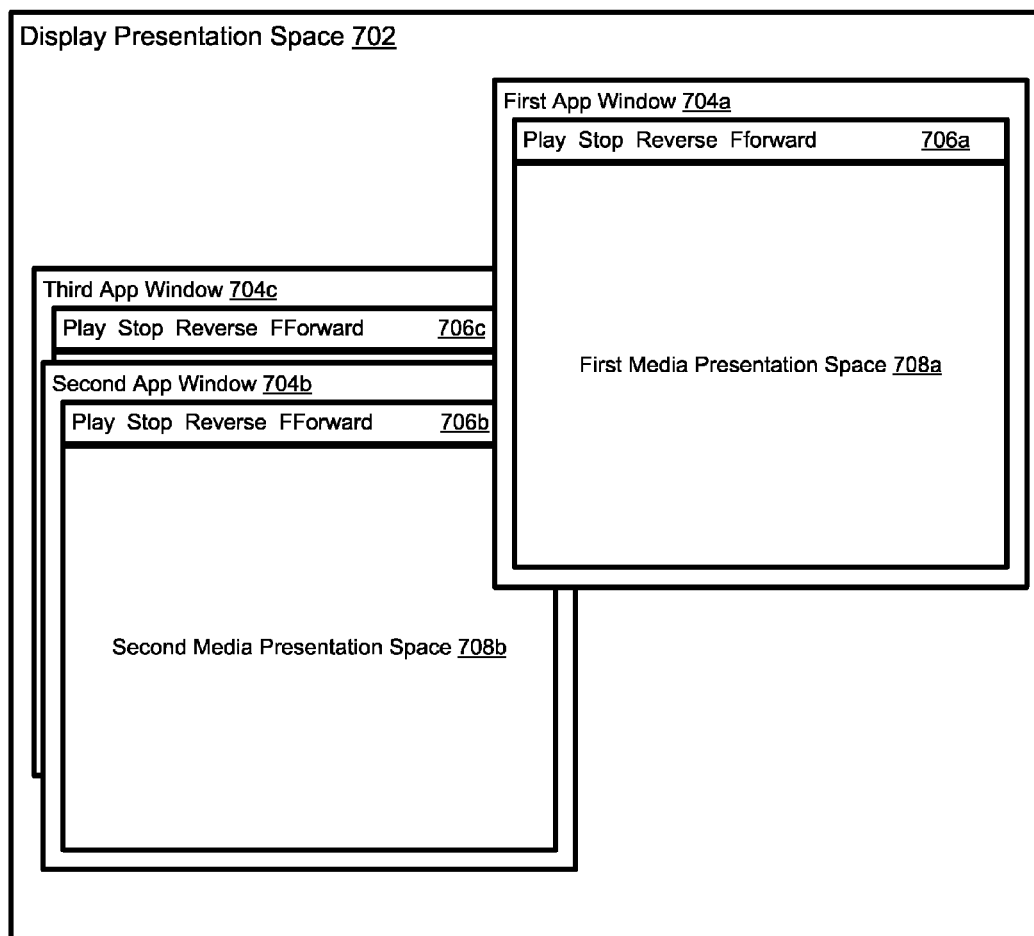 Display Presentation Space 702
First App Window 704a
Play Stop Reverse Fforward 706a
First Media Presentation Space 708a
Third App Window 704c
Play Stop Reverse FForward 706c
Second App Window 704b
Play Stop Reverse FForward 706b
Second Media Presentation Space 708b